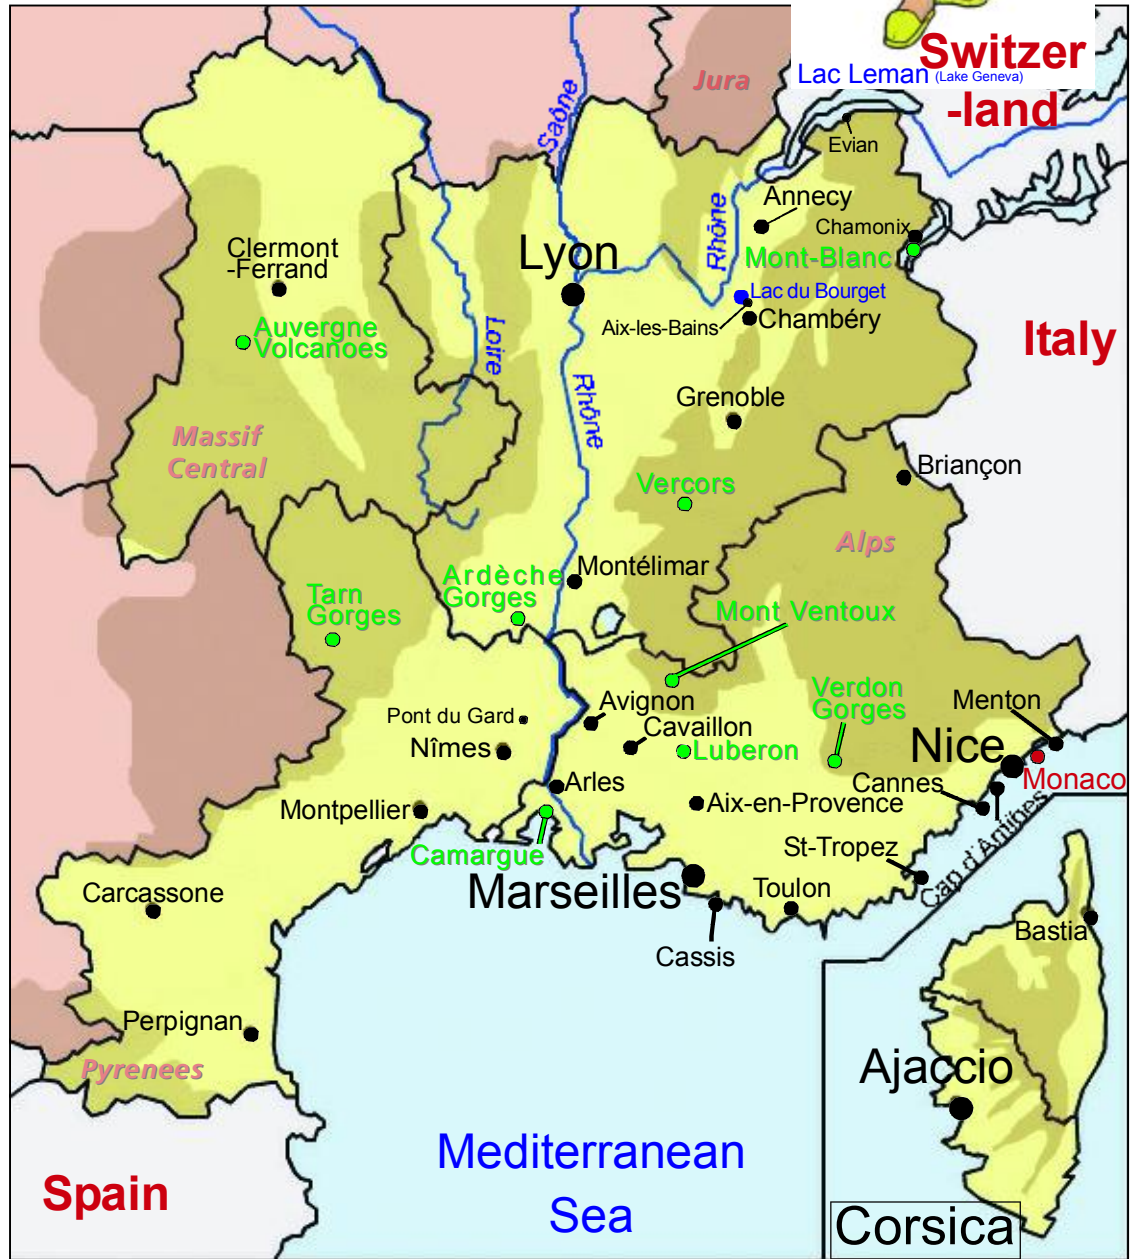 Switzer
Lac Leman (Lake Geneva)
-land
Jura
Saône
Evian
Annecy
Rhône
Chamonix
Clermont
-Ferrand
Lyon
Mont-Blanc
Lac du Bourget
Auvergne
Volcanoes
Loire
Aix-les-Bains
Chambéry
Italy
Rhône
Grenoble
Massif
Central
Briançon
Vercors
Alps
Ardèche
Gorges
Montélimar
Tarn
Gorges
Mont Ventoux
Verdon
Gorges
Menton
Avignon
Pont du Gard
Cavaillon
Nîmes
Luberon
Nice
Monaco
Arles
Cannes
Montpellier
Aix-en-Provence
Cap d'Antibes
Camargue
St-Tropez
Marseilles
Toulon
Carcassone
Cassis
Bastia
Perpignan
Pyrenees
Ajaccio
Mediterranean
Sea
Spain
Corsica